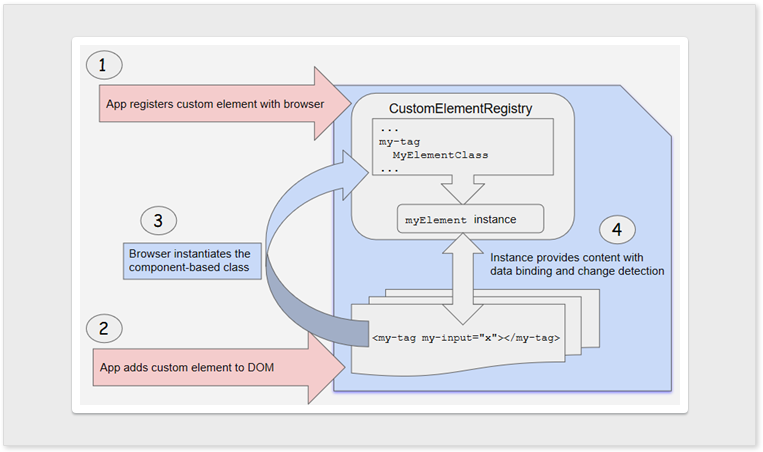 1
App registers custom element with browser
CustomElementRegistry
...
my-tag
MyElementClass
...
myElement instance
3
Browser instantiates the
component-based class
4
Instance provides content with
data binding and change detection
2
<my-tag my-input="x"></my-tag>
App adds custom element to DOM